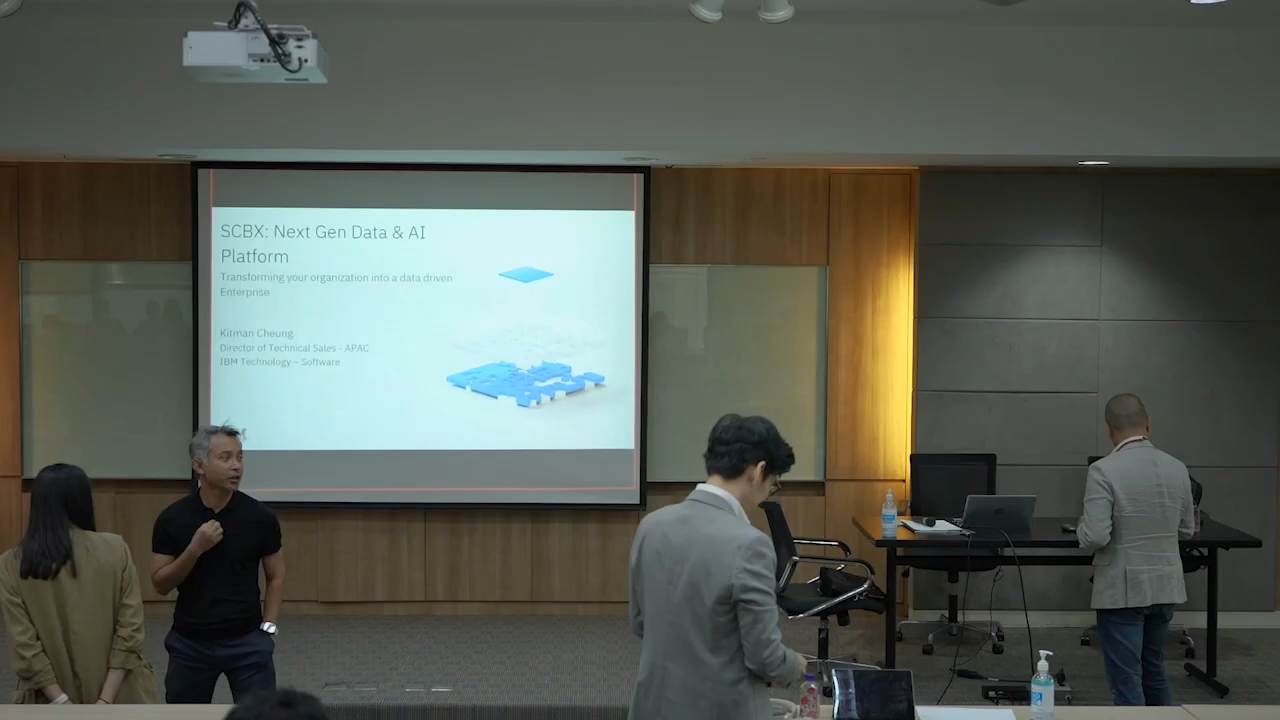 SCBX: Next Gen Data & AI
Platform
Transforming your organization into a data driven
Enterprise
Kitman Cheung
Director of Technical Sales - APAC
IBM Technology – Software